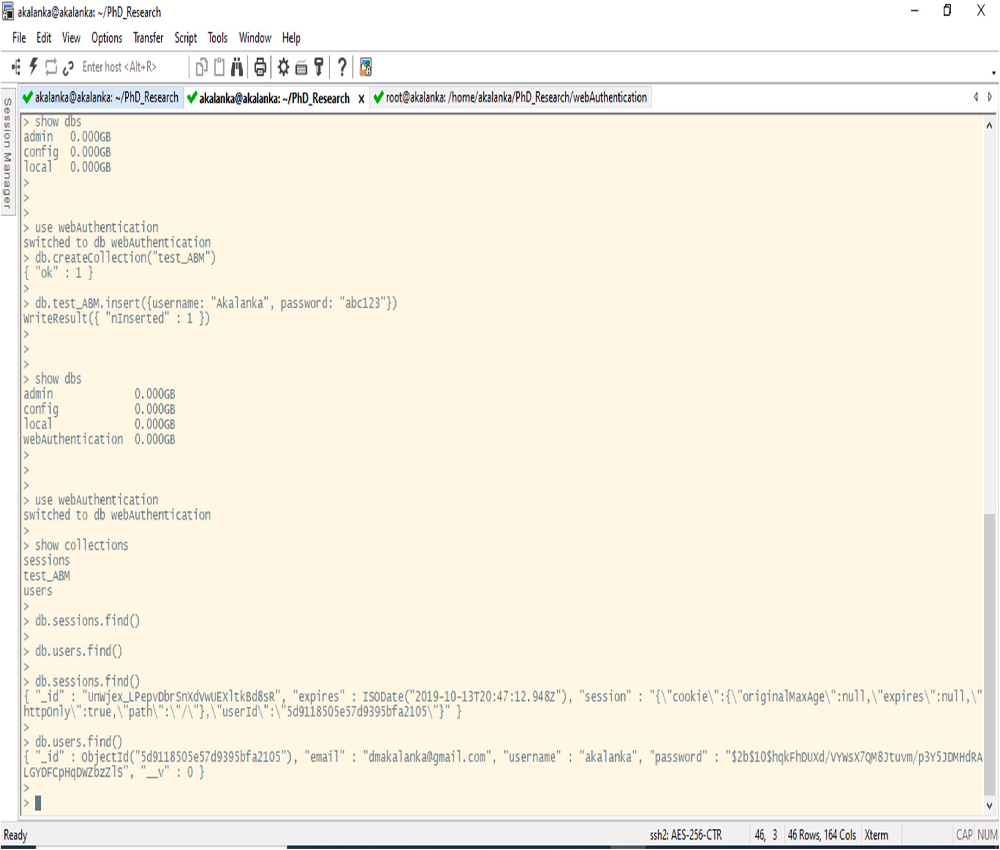 akalanka@akalanka: ~/PhD_Research
File Edit View Options Transfer Script Tools Window Help
Enter host <Alt+R>
akalanka@akalanka: ~/PhD_Research akalanka@akalanka: ~/PhD_Research x root@akalanka: /home/akalanka/PhD_Research/webAuthentication
Session Manager
> show dbs
admin 0.000GB
config 0.000GB
local 0.000GB
>
>
>
> use webAuthentication
switched to db webAuthentication
> db.createCollection("test_ABM")
{ "ok" : 1 }
>
> db.test_ABM.insert({username: "Akalanka", password: "abc123"})
WriteResult({ "nInserted" : 1 })
>
>
>
> show dbs
admin 0.000GB
config 0.000GB
local 0.000GB
webAuthentication 0.000GB
>
>
>
> use webAuthentication
switched to db webAuthentication
>
> show collections
sessions
test_ABM
users
>
> db.sessions.find()
>
> db.users.find()
>
> db.sessions.find()
{ "_id" : "UnWjex_LPepvDbrSnXdVwUEXltkBd8sR", "expires" : ISODate("2019-10-13T20:47:12.948Z"), "session" : "{\"cookie\":{\"originalMaxAge\":null,\"expires\":null,\"
httpOnly\":true,\"path\":\"/\"},\"userId\":\"5d9118505e57d9395bfa2105\"}" }
>
> db.users.find()
{ "_id" : ObjectId("5d9118505e57d9395bfa2105"), "email" : "dmakalanka@gmail.com", "username" : "akalanka", "password" : "$2b$10$hqkFhDUXd/VYWsX7QM8Jtuvm/p3Y5JDMHdRA
LGYDFCpHqDWZbzZlS", "__v" : 0 }
>
>
Ready ssh2: AES-256-CTR 46, 3 46 Rows, 164 Cols Xterm CAP NUM